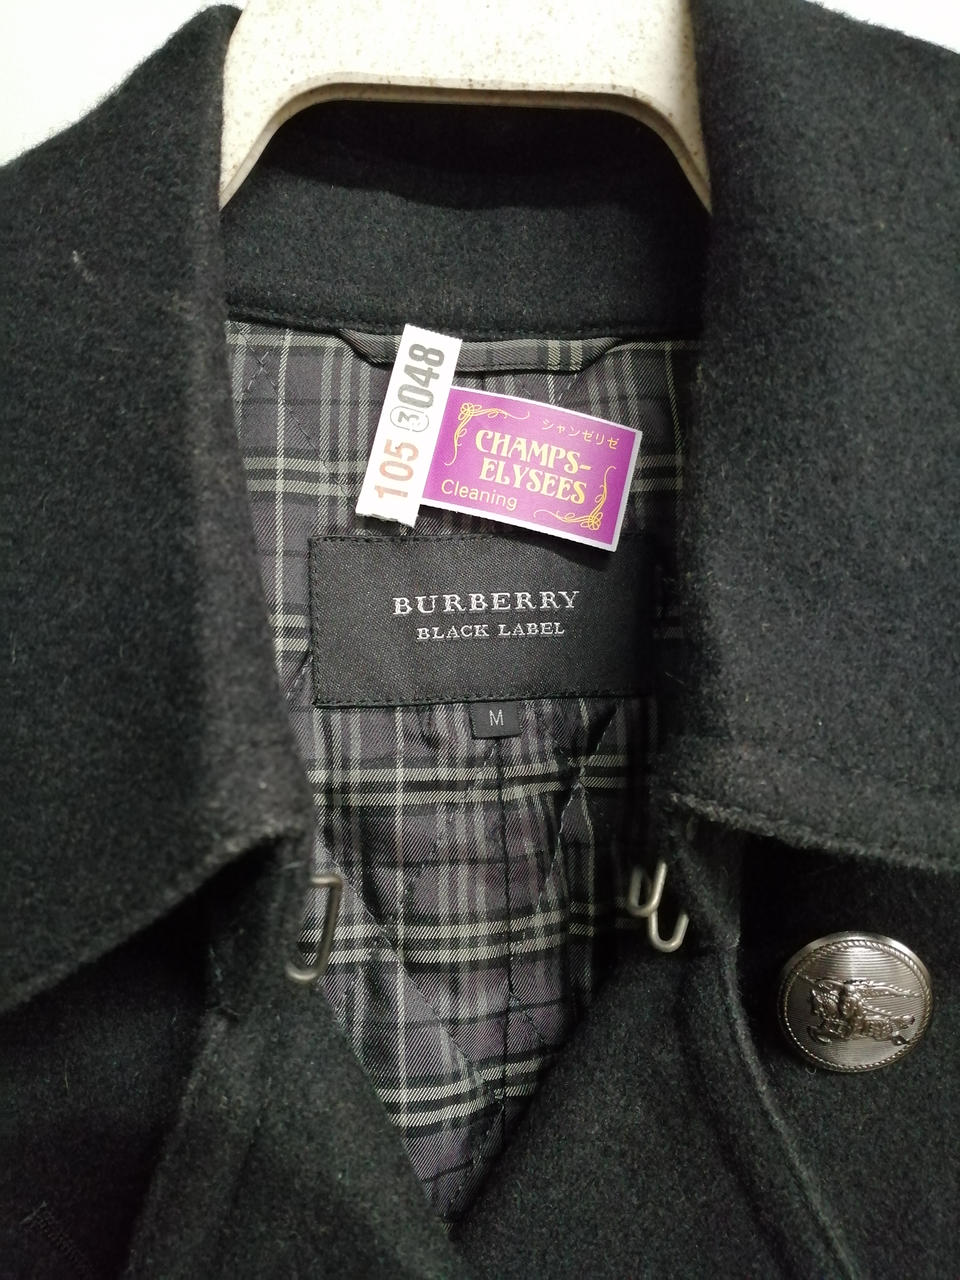 105 3 048
シャンゼリゼ
CHAMPS-
ELYSEES
Cleaning
BURBERRY
BLACK LABEL
M